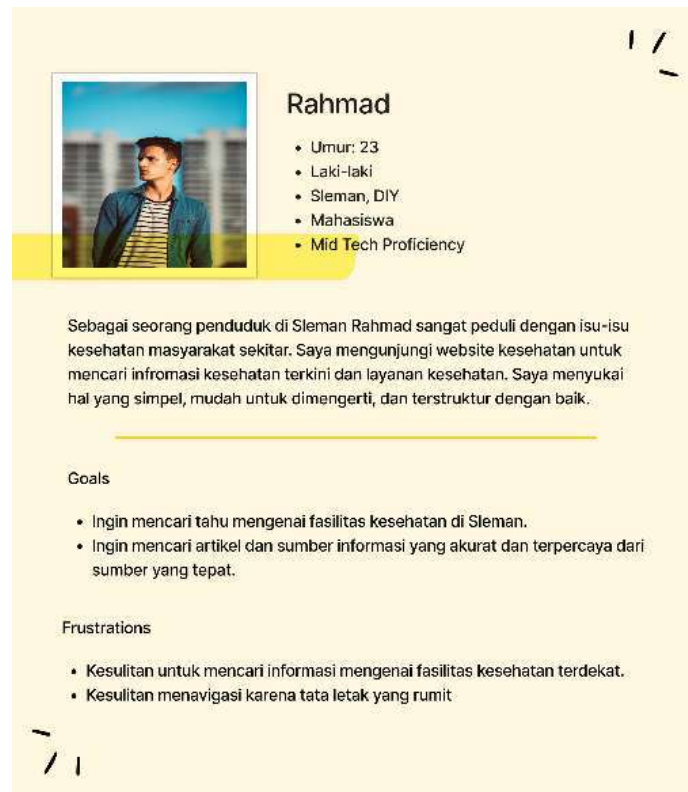 Rahmad
• Umur: 23
• Laki-laki
• Sleman, DIY
• Mahasiswa
• Mid Tech Proficiency
Sebagai seorang penduduk di Sleman Rahmad sangat peduli dengan isu-isu
kesehatan masyarakat sekitar. Saya mengunjungi website kesehatan untuk
mencari infromasi kesehatan terkini dan layanan kesehatan. Saya menyukai
hal yang simpel, mudah untuk dimengerti, dan terstruktur dengan baik.
Goals
• Ingin mencari tahu mengenai fasilitas kesehatan di Sleman.
• Ingin mencari artikel dan sumber informasi yang akurat dan terpercaya dari
sumber yang tepat.
Frustrations
• Kesulitan untuk mencari informasi mengenai fasilitas kesehatan terdekat.
• Kesulitan menavigasi karena tata letak yang rumit